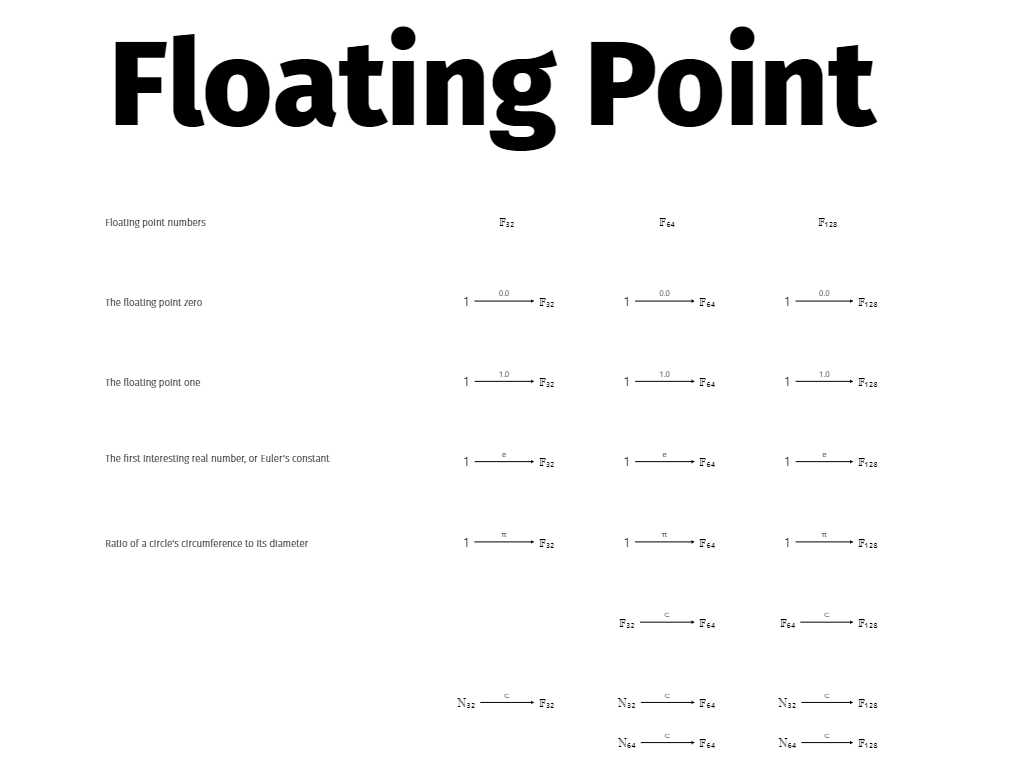 Floating Point
Floating point numbers 𝔽₃₂ 𝔽₆₄ 𝔽₁₂₈
0.0 0.0 0.0
The floating point zero 1 → 𝔽₃₂ 1 → 𝔽₆₄ 1 → 𝔽₁₂₈
1.0 1.0 1.0
The floating point one 1 → 𝔽₃₂ 1 → 𝔽₆₄ 1 → 𝔽₁₂₈
e e e
The first interesting real number, or Euler's constant 1 → 𝔽₃₂ 1 → 𝔽₆₄ 1 → 𝔽₁₂₈
π π π
Ratio of a circle's circumference to its diameter 1 → 𝔽₃₂ 1 → 𝔽₆₄ 1 → 𝔽₁₂₈
⊂ ⊂
𝔽₃₂ → 𝔽₆₄ 𝔽₆₄ → 𝔽₁₂₈
⊂ ⊂ ⊂
ℕ₃₂ → 𝔽₃₂ ℕ₃₂ → 𝔽₆₄ ℕ₃₂ → 𝔽₁₂₈
⊂ ⊂
ℕ₆₄ → 𝔽₆₄ ℕ₆₄ → 𝔽₁₂₈